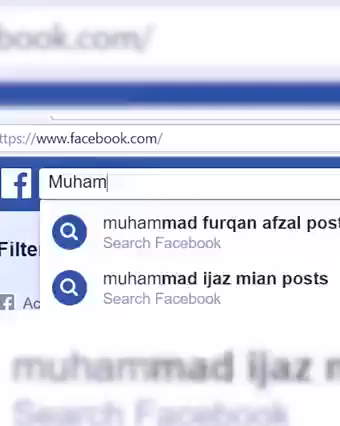 book.com/
ttps://www.facebook.com/
f Muham
muhammad furqan afzal post
Search Facebook
Filte
muhammad ijaz mian posts
Search Facebook
f Ac
muhammad ijaz m
Search Facebook